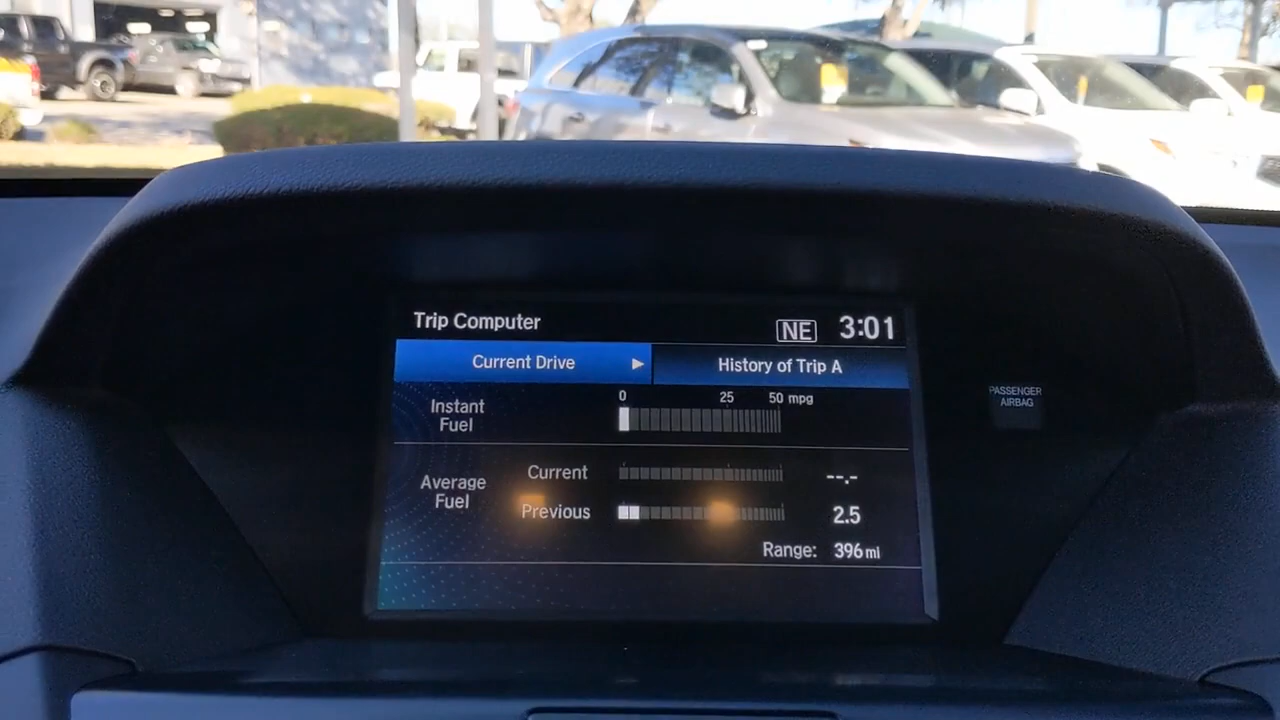 Trip Computer
NE 3:01
Current Drive ▶ History of Trip A
0 25 50 mpg
Instant
Fuel
Average
Fuel
Current --.-
Previous 2.5
Range: 396 mi
PASSENGER
AIRBAG